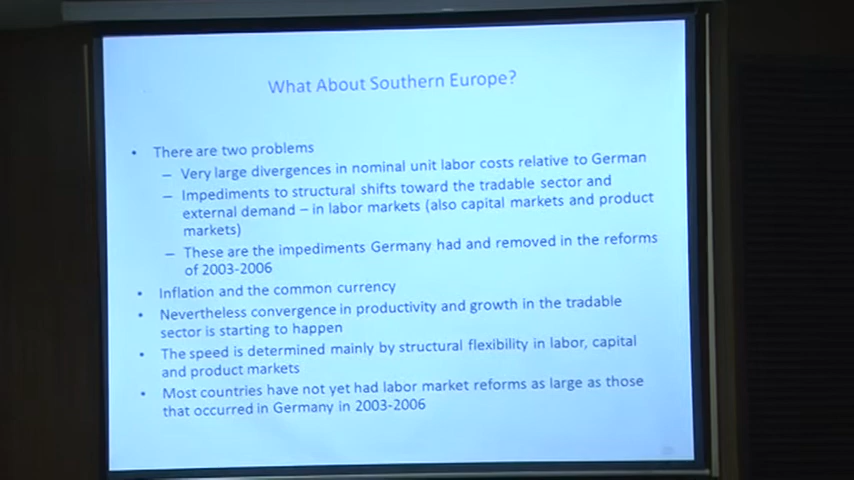 What About Southern Europe?
• There are two problems
– Very large divergences in nominal unit labor costs relative to German
– Impediments to structural shifts toward the tradable sector and
external demand – in labor markets (also capital markets and product
markets)
– These are the impediments Germany had and removed in the reforms
of 2003-2006
• Inflation and the common currency
• Nevertheless convergence in productivity and growth in the tradable
sector is starting to happen
• The speed is determined mainly by structural flexibility in labor, capital
and product markets
• Most countries have not yet had labor market reforms as large as those
that occurred in Germany in 2003-2006